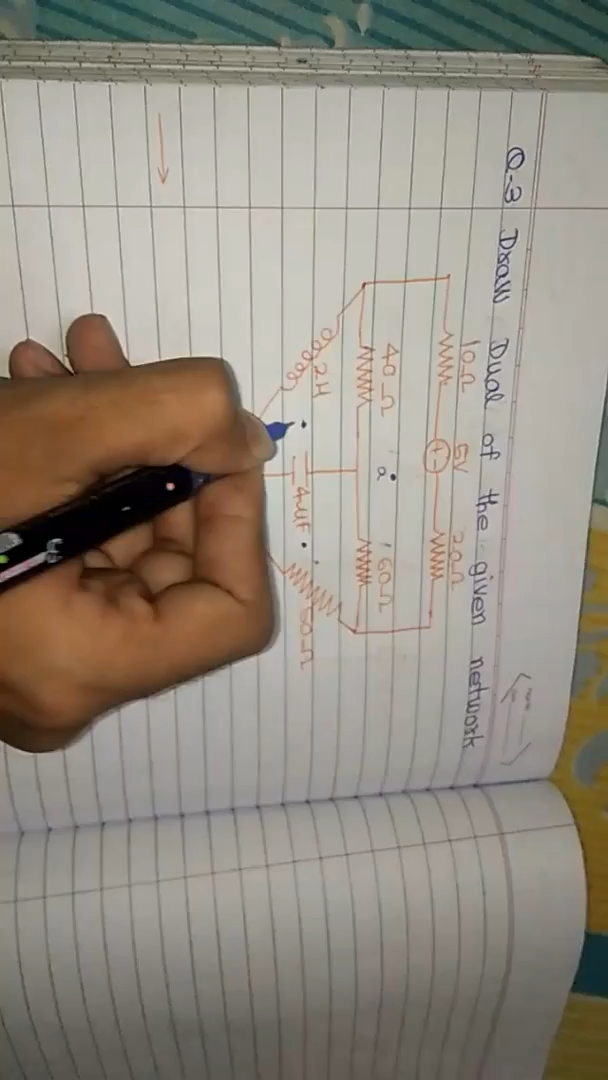 Q-3 Draw Dual of the given network
10Ω 5V 20Ω
+ -
a
40Ω 60Ω
2H 4μF 50Ω